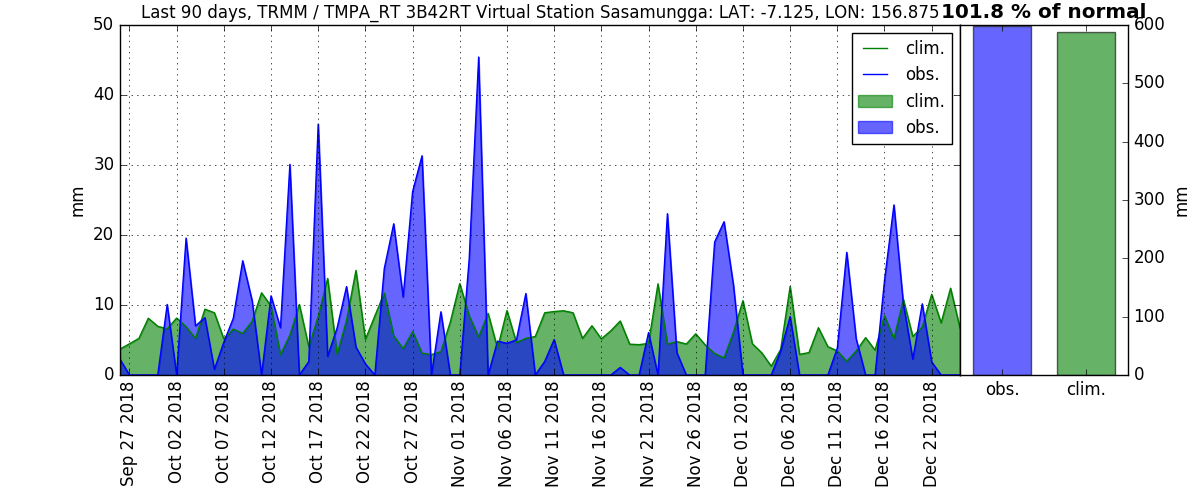 Last 90 days, TRMM / TMPA_RT 3B42RT Virtual Station Sasamungga: LAT: -7.125, LON: 156.875
101.8 % of normal
50
40
30
20
10
0
mm
clim.
obs.
clim.
obs.
600
500
400
300
200
100
0
mm
obs.
clim.
Sep 27 2018
Oct 02 2018
Oct 07 2018
Oct 12 2018
Oct 17 2018
Oct 22 2018
Oct 27 2018
Nov 01 2018
Nov 06 2018
Nov 11 2018
Nov 16 2018
Nov 21 2018
Nov 26 2018
Dec 01 2018
Dec 06 2018
Dec 11 2018
Dec 16 2018
Dec 21 2018